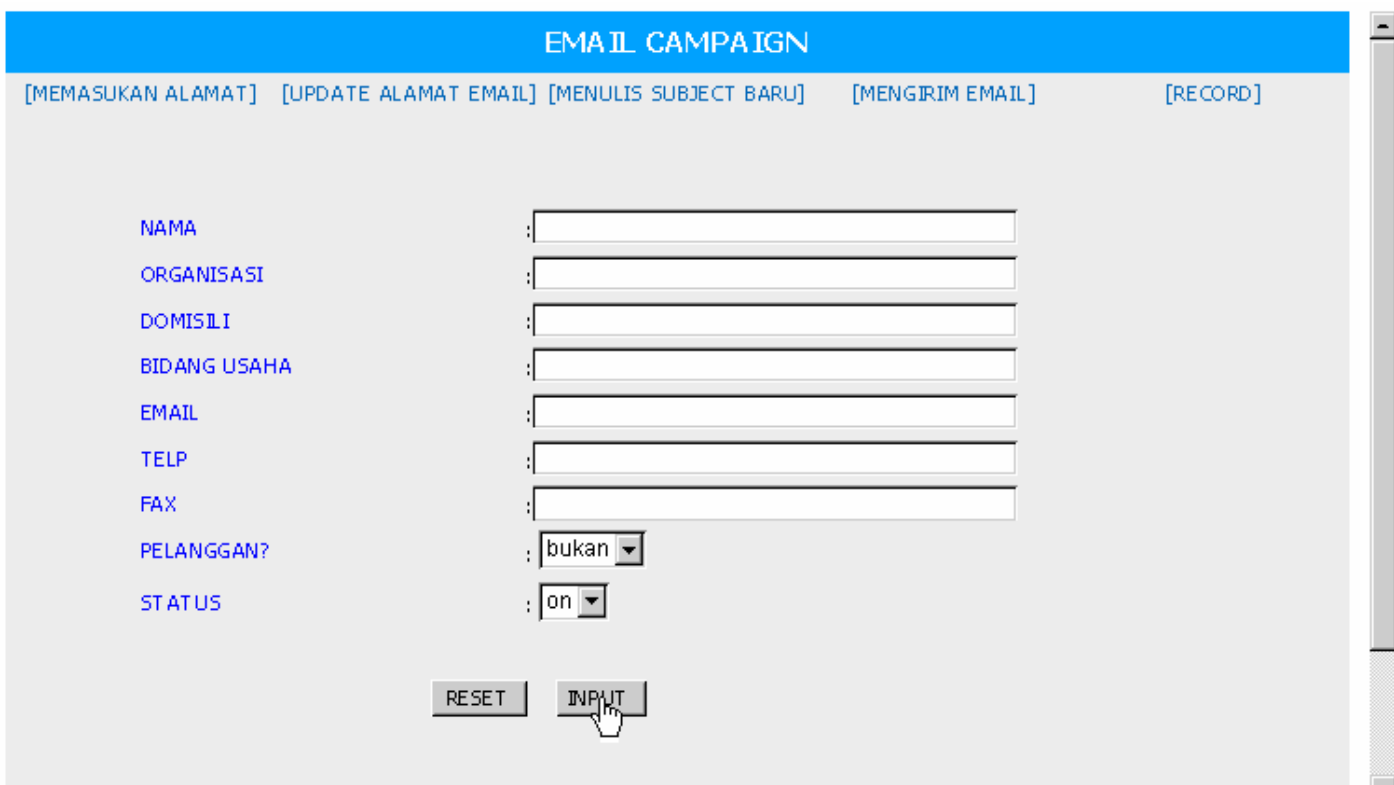 EMAIL CAMPAIGN
[MEMASUKAN ALAMAT] [UPDATE ALAMAT EMAIL] [MENULIS SUBJECT BARU] [MENGIRIM EMAIL] [RECORD]
NAMA :
ORGANISASI :
DOMISILI :
BIDANG USAHA :
EMAIL :
TELP :
FAX :
PELANGGAN? : bukan
STATUS : on
RESET INPUT